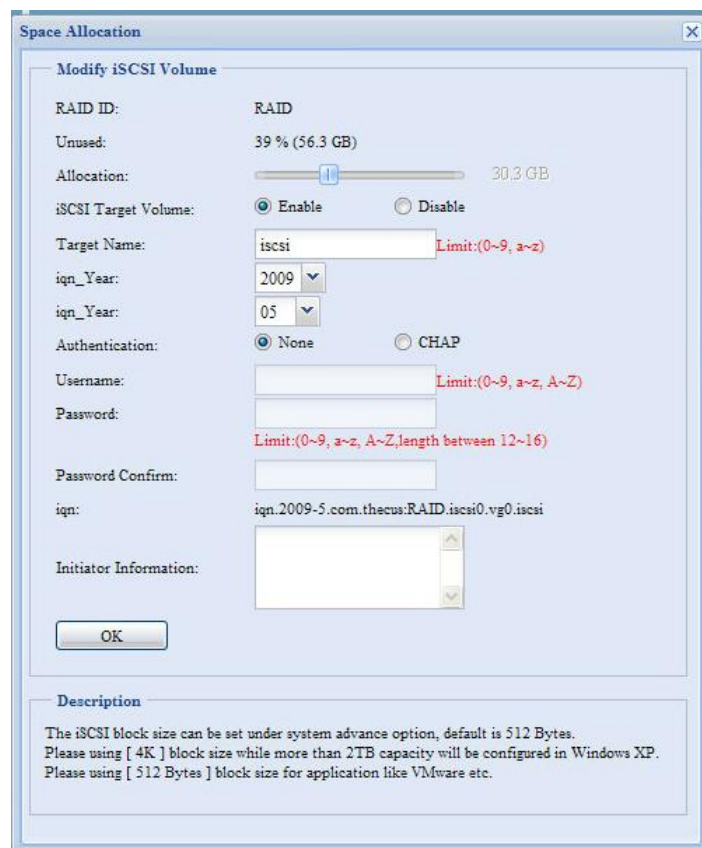 Space Allocation
Modify iSCSI Volume
RAID ID: RAID
Unused: 39 % (56.3 GB)
Allocation: 30.3 GB
iSCSI Target Volume: Enable Disable
Target Name: iscsi Limit:(0~9, a~z)
iqn_Year: 2009
iqn_Year: 05
Authentication: None CHAP
Username: Limit:(0~9, a~z, A~Z)
Password:
Limit:(0~9, a~z, A~Z,length between 12~16)
Password Confirm:
iqn: iqn.2009-5.com.thecus:RAID.iscsi0.vg0.iscsi
Initiator Information:
OK
Description
The iSCSI block size can be set under system advance option, default is 512 Bytes.
Please using [ 4K ] block size while more than 2TB capacity will be configured in Windows XP.
Please using [ 512 Bytes ] block size for application like VMware etc.